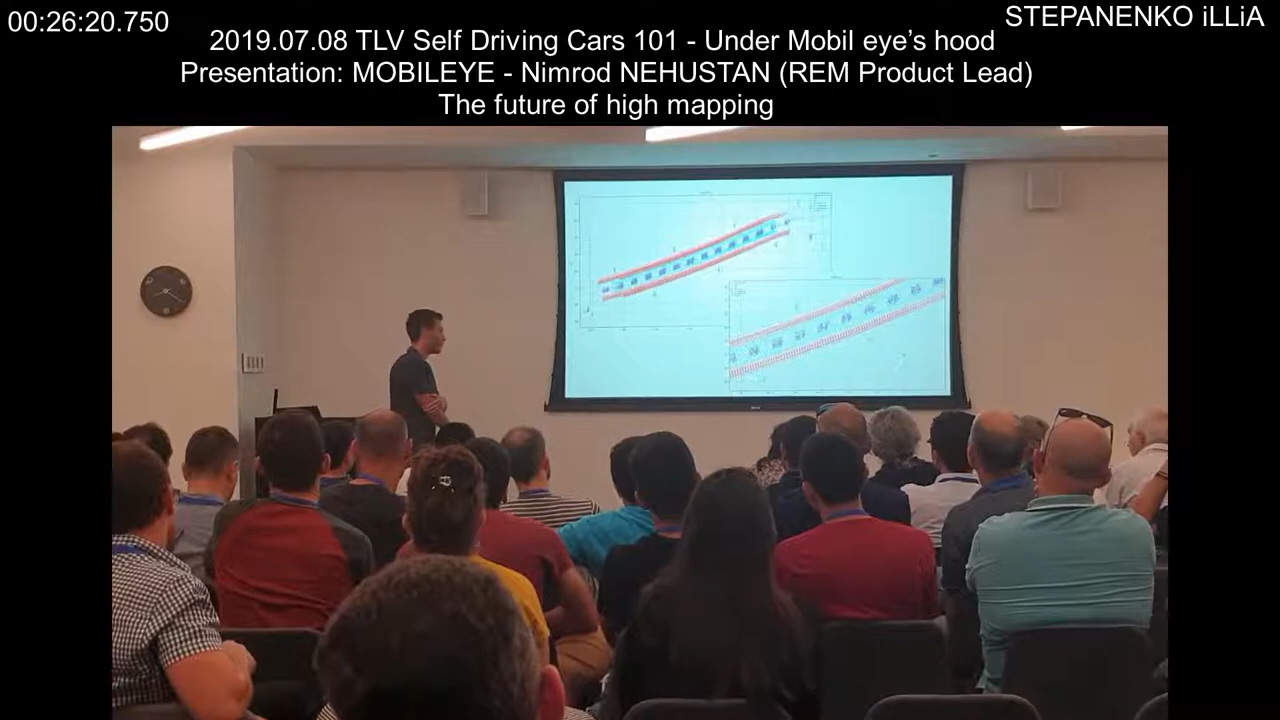 00:26:20.750
STEPANENKO iLLiA
2019.07.08 TLV Self Driving Cars 101 - Under Mobil eye’s hood
Presentation: MOBILEYE - Nimrod NEHUSTAN (REM Product Lead)
The future of high mapping